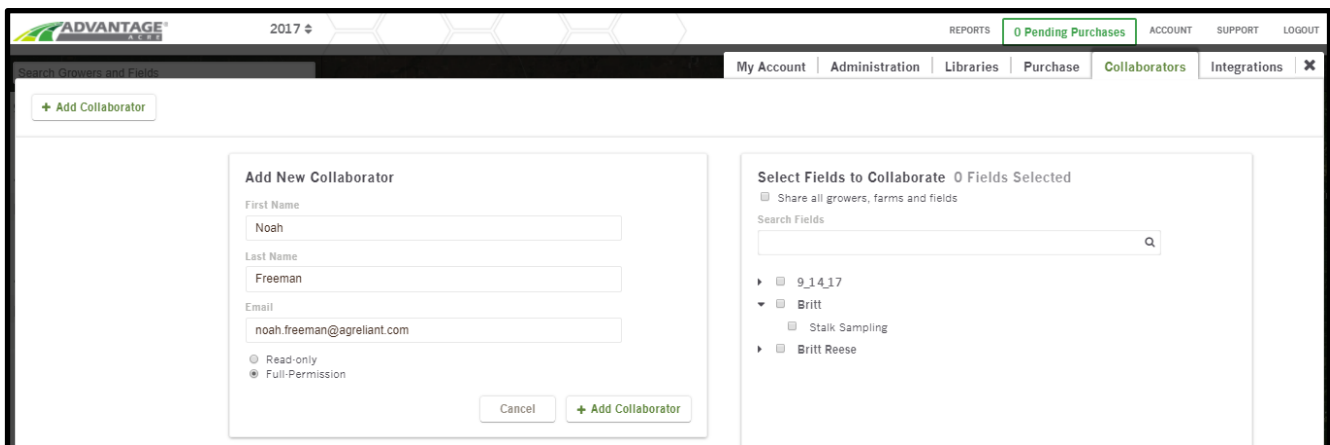 ADVANTAGE
ACRE
2017
REPORTS
0 Pending Purchases
ACCOUNT
SUPPORT
LOGOUT
Search Growers and Fields
My Account
Administration
Libraries
Purchase
Collaborators
Integrations
+ Add Collaborator
Add New Collaborator
First Name
Noah
Last Name
Freeman
Email
noah.freeman@agreliant.com
Read-only
Full-Permission
Cancel
+ Add Collaborator
Select Fields to Collaborate 0 Fields Selected
Share all growers, farms and fields
Search Fields
9_14_17
Britt
Stalk Sampling
Britt Reese